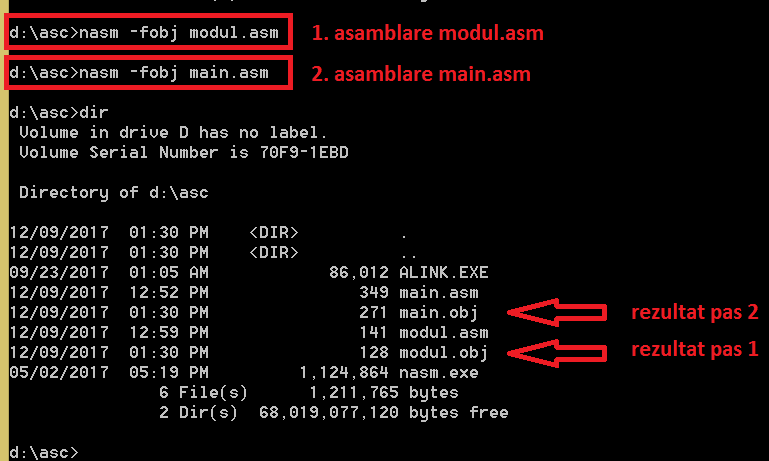 d:\asc>nasm -fobj modul.asm 1. asamblare modul.asm
d:\asc>nasm -fobj main.asm 2. asamblare main.asm
d:\asc>dir
Volume in drive D has no label.
Volume Serial Number is 70F9-1EBD
Directory of d:\asc
12/09/2017 01:30 PM <DIR> .
12/09/2017 01:30 PM <DIR> ..
09/23/2017 01:05 AM 86,012 ALINK.EXE
12/09/2017 12:52 PM 349 main.asm
12/09/2017 01:30 PM 271 main.obj rezultat pas 2
12/09/2017 12:59 PM 141 modul.asm
12/09/2017 01:30 PM 128 modul.obj rezultat pas 1
05/02/2017 05:19 PM 1,124,864 nasm.exe
6 File(s) 1,211,765 bytes
2 Dir(s) 68,019,077,120 bytes free
d:\asc>